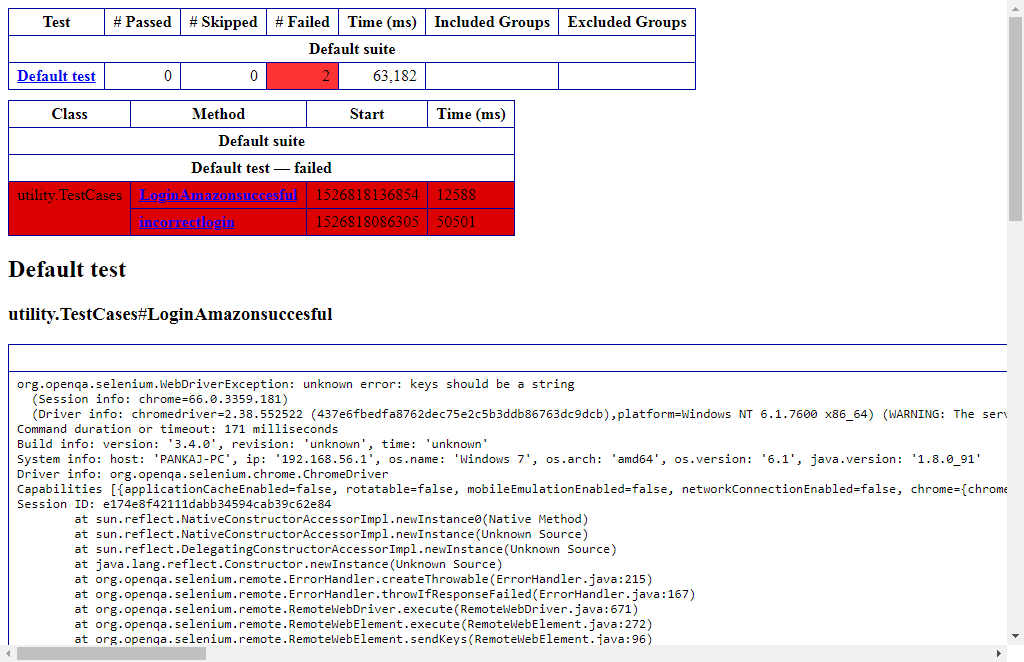 Test # Passed # Skipped # Failed Time (ms) Included Groups Excluded Groups
Default suite
Default test 0 0 2 63,182
Class Method Start Time (ms)
Default suite
Default test — failed
utility.TestCases LoginAmazonsuccesful 1526818136854 12588
incorrectlogin 1526818086305 50501
Default test
utility.TestCases#LoginAmazonsuccesful
org.openqa.selenium.WebDriverException: unknown error: keys should be a string
(Session info: chrome=66.0.3359.181)
(Driver info: chromedriver=2.38.552522 (437e6fbedfa8762dec75e2c5b3ddb86763dc9dcb),platform=Windows NT 6.1.7600 x86_64) (WARNING: The serv
Command duration or timeout: 171 milliseconds
Build info: version: '3.4.0', revision: 'unknown', time: 'unknown'
System info: host: 'PANKAJ-PC', ip: '192.168.56.1', os.name: 'Windows 7', os.arch: 'amd64', os.version: '6.1', java.version: '1.8.0_91'
Driver info: org.openqa.selenium.chrome.ChromeDriver
Capabilities [{applicationCacheEnabled=false, rotatable=false, mobileEmulationEnabled=false, networkConnectionEnabled=false, chrome={chrome
Session ID: e174e8f42111dabb34594cab39c62e84
at sun.reflect.NativeConstructorAccessorImpl.newInstance0(Native Method)
at sun.reflect.NativeConstructorAccessorImpl.newInstance(Unknown Source)
at sun.reflect.DelegatingConstructorAccessorImpl.newInstance(Unknown Source)
at java.lang.reflect.Constructor.newInstance(Unknown Source)
at org.openqa.selenium.remote.ErrorHandler.createThrowable(ErrorHandler.java:215)
at org.openqa.selenium.remote.ErrorHandler.throwIfResponseFailed(ErrorHandler.java:167)
at org.openqa.selenium.remote.RemoteWebDriver.execute(RemoteWebDriver.java:671)
at org.openqa.selenium.remote.RemoteWebElement.execute(RemoteWebElement.java:272)
at org.openqa.selenium.remote.RemoteWebElement.sendKeys(RemoteWebElement.java:96)